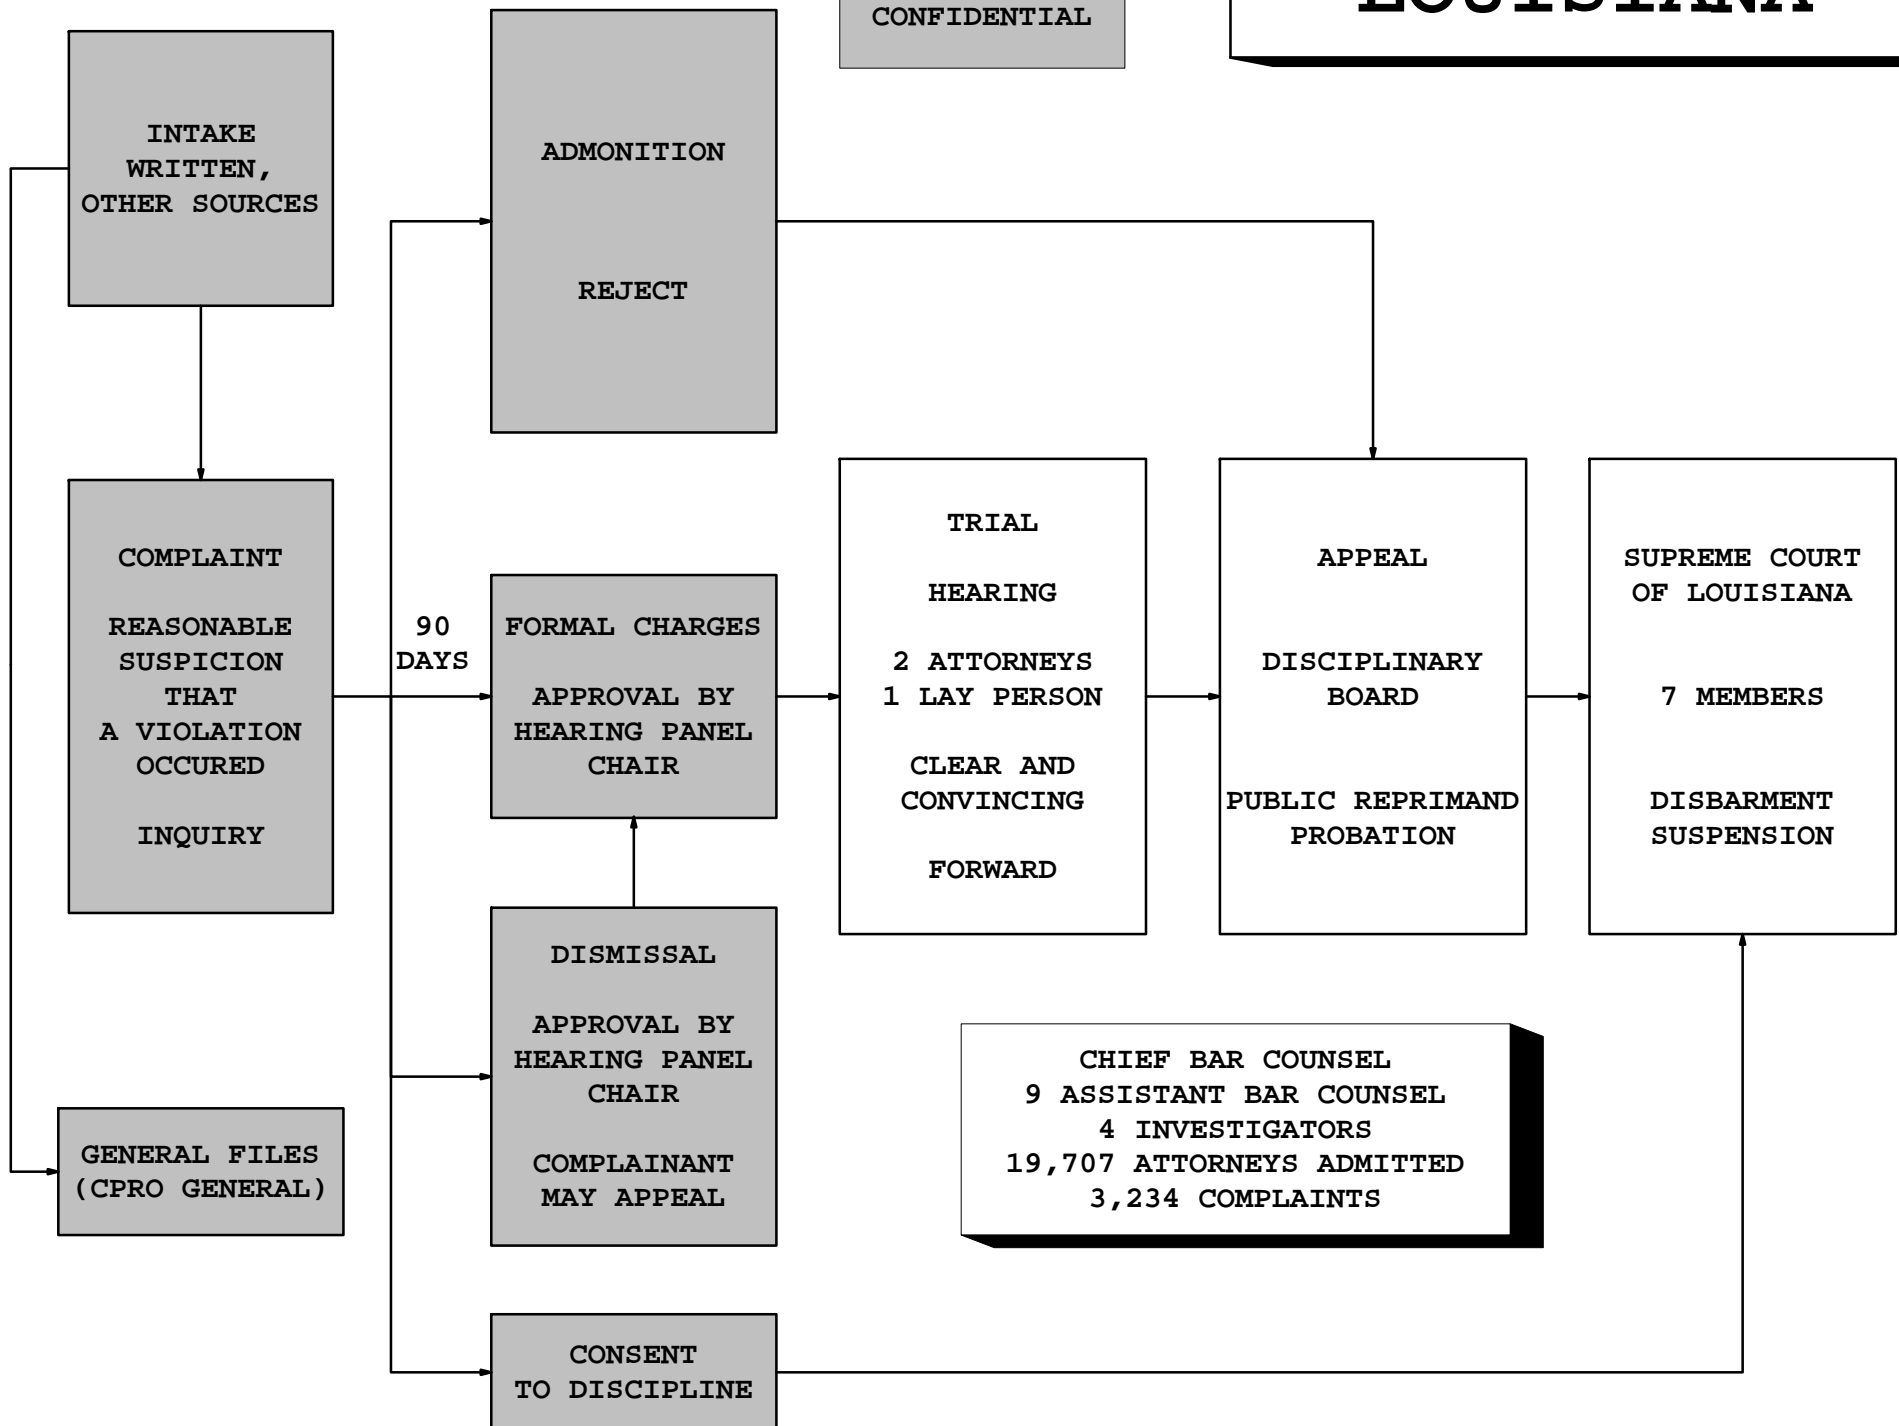 CONFIDENTIAL
LOUISIANA
INTAKE
WRITTEN,
OTHER SOURCES
ADMONITION
REJECT
COMPLAINT
REASONABLE
SUSPICION
THAT
A VIOLATION
OCCURED
INQUIRY
90
DAYS
FORMAL CHARGES
APPROVAL BY
HEARING PANEL
CHAIR
TRIAL
HEARING
2 ATTORNEYS
1 LAY PERSON
CLEAR AND
CONVINCING
FORWARD
APPEAL
DISCIPLINARY
BOARD
PUBLIC REPRIMAND
PROBATION
SUPREME COURT
OF LOUISIANA
7 MEMBERS
DISBARMENT
SUSPENSION
DISMISSAL
APPROVAL BY
HEARING PANEL
CHAIR
COMPLAINANT
MAY APPEAL
GENERAL FILES
(CPRO GENERAL)
CHIEF BAR COUNSEL
9 ASSISTANT BAR COUNSEL
4 INVESTIGATORS
19,707 ATTORNEYS ADMITTED
3,234 COMPLAINTS
CONSENT
TO DISCIPLINE